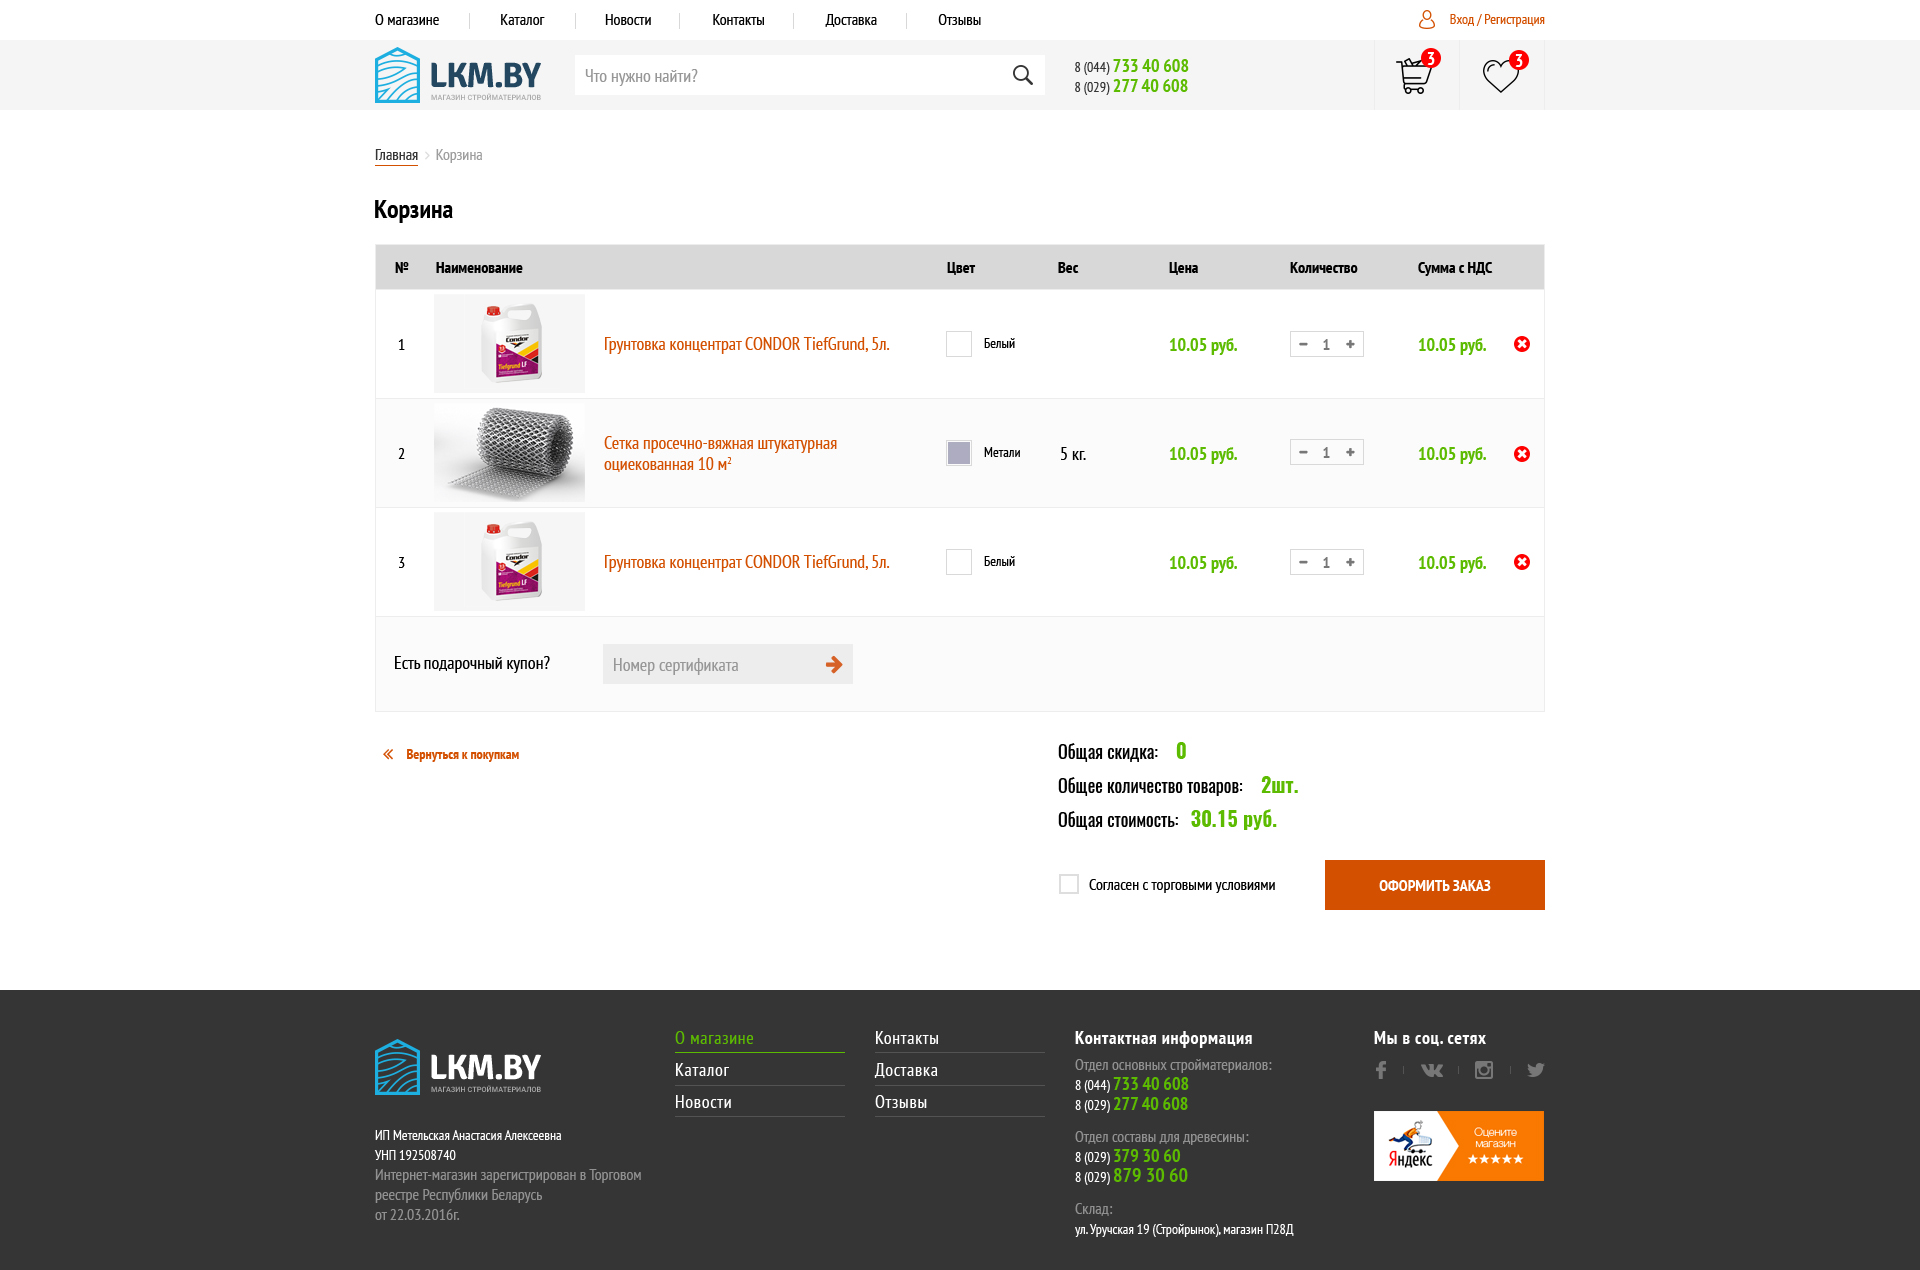 О магазине
Каталог
Новости
Контакты
Доставка
Отзывы
Вход / Регистрация
LKM.BY
МАГАЗИН СТРОЙМАТЕРИАЛОВ
Что нужно найти?
8 (044) 733 40 608
8 (029) 277 40 608
3
3
Главная
Корзина
Корзина
№ Наименование Цвет Вес Цена Количество Сумма с НДС
Condor
Tiefgrund LF
1 Грунтовка концентрат CONDOR TiefGrund, 5л. Белый 10.05 руб. − 1 + 10.05 руб.
Сетка просечно-вяжная штукатурная
2 оциекованная 10 м² Метали 5 кг. 10.05 руб. − 1 + 10.05 руб.
Condor
Tiefgrund LF
3 Грунтовка концентрат CONDOR TiefGrund, 5л. Белый 10.05 руб. − 1 + 10.05 руб.
Есть подарочный купон?
Номер сертификата
« Вернуться к покупкам
Общая скидка: 0
Общее количество товаров: 2шт.
Общая стоимость: 30.15 руб.
Согласен с торговыми условиями
ОФОРМИТЬ ЗАКАЗ
LKM.BY
МАГАЗИН СТРОЙМАТЕРИАЛОВ
ИП Метельская Анастасия Алексеевна
УНП 192508740
Интернет-магазин зарегистрирован в Торговом
реестре Республики Беларусь
от 22.03.2016г.
О магазине
Каталог
Новости
Контакты
Доставка
Отзывы
Контактная информация
Отдел основных стройматериалов:
8 (044) 733 40 608
8 (029) 277 40 608
Отдел составы для древесины:
8 (029) 379 30 60
8 (029) 879 30 60
Склад:
ул. Уручская 19 (Стройрынок), магазин П28Д
Мы в соц. сетях
Яндекс
Оцените
магазин